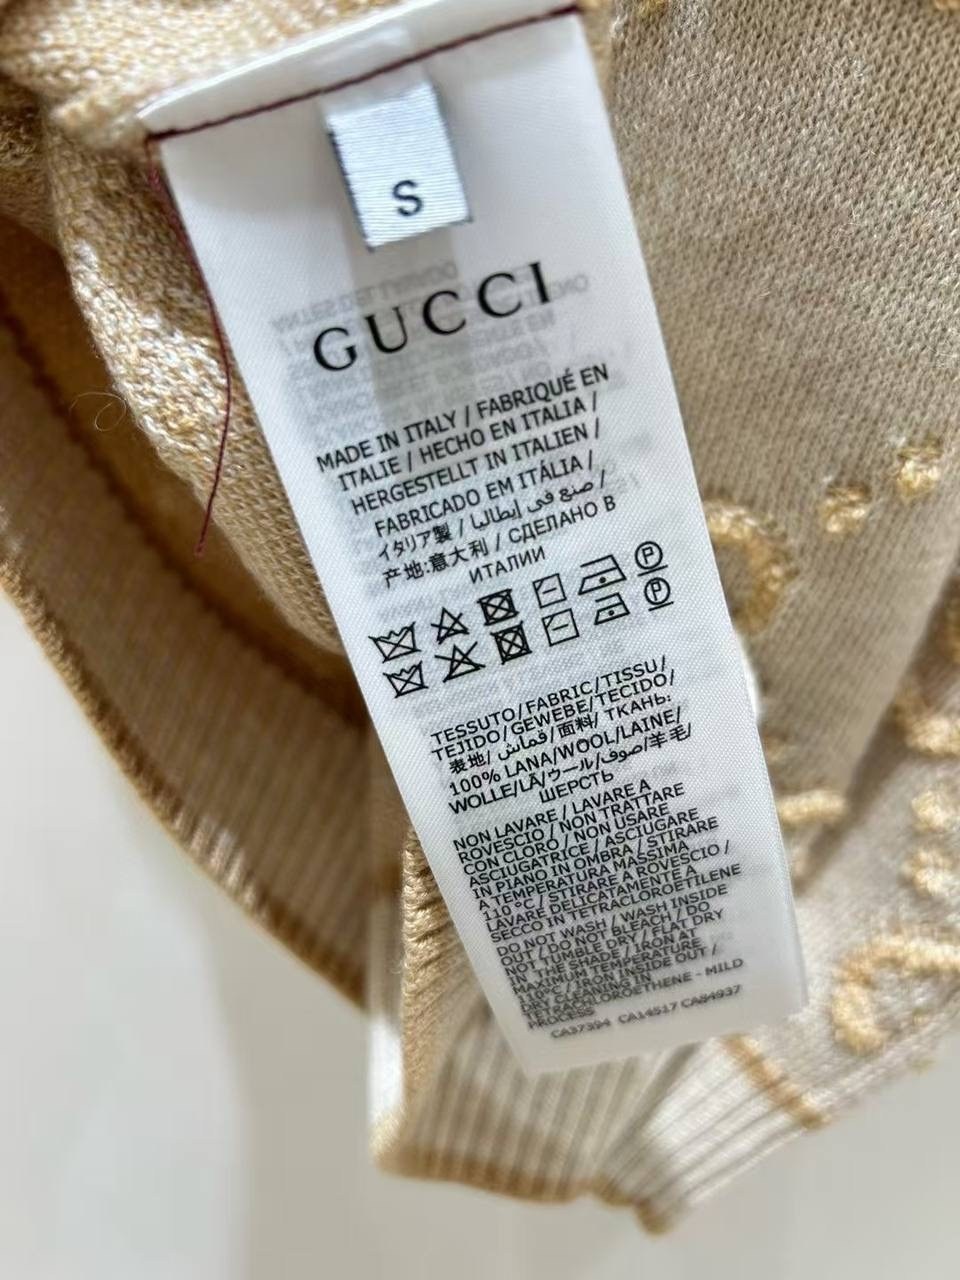 S
GUCCI
MADE IN ITALY / FABRIQUÉ EN
ITALIE / HECHO EN ITALIA /
HERGESTELLT IN ITALIEN /
FABRICADO EM ITÁLIA /
イタリア製 / صنع في إيطاليا /
产地:意大利 / СДЕЛАНО В
ИТАЛИИ
P
P
TESSUTO/FABRIC/TISSU/
TEJIDO/GEWEBE/TECIDO/
表地/ قماش/面料/ ТКАНЬ:
100% LANA/WOOL/LAINE/
WOLLE/LÃ/ウール/صوف/羊毛/
ШЕРСТЬ
NON LAVARE / LAVARE A
ROVESCIO / NON TRATTARE
CON CLORO / NON USARE
ASCIUGATRICE / ASCIUGARE
IN PIANO IN OMBRA / STIRARE
A TEMPERATURA MASSIMA
110 °C / STIRARE A ROVESCIO /
LAVARE DELICATAMENTE A
SECCO IN TETRACLOROETILENE
DO NOT WASH / WASH INSIDE
OUT / DO NOT BLEACH / DO
NOT TUMBLE DRY / FLAT DRY
IN THE SHADE / IRON AT
MAXIMUM TEMPERATURE
110°C / IRON INSIDE OUT /
DRY CLEANING IN
TETRACHLOROETHENE - MILD
PROCESS
CA37394 CA14517 CA84937